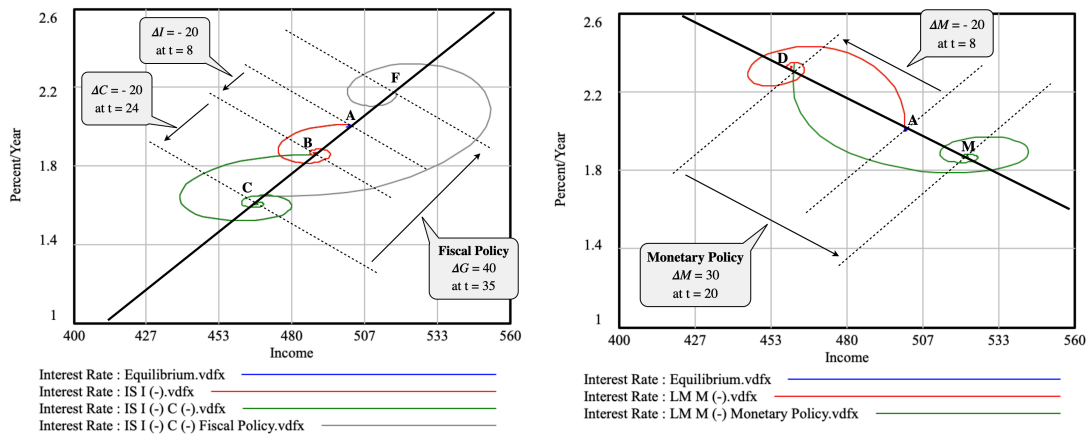 2.6
2.2
1.8
1.4
1
Percent/Year
400
427
453
480
507
533
560
Income
ΔI = - 20
at t = 8
ΔC = - 20
at t = 24
F
A
B
C
Fiscal Policy
ΔG = 40
at t = 35
Interest Rate : Equilibrium.vdfx
Interest Rate : IS I (-).vdfx
Interest Rate : IS I (-) C (-).vdfx
Interest Rate : IS I (-) C (-) Fiscal Policy.vdfx
2.6
2.2
1.8
1.4
1
Percent/Year
400
427
453
480
507
533
560
Income
ΔM = - 20
at t = 8
D
A
M
Monetary Policy
ΔM = 30
at t = 20
Interest Rate : Equilibrium.vdfx
Interest Rate : LM M (-).vdfx
Interest Rate : LM M (-) Monetary Policy.vdfx